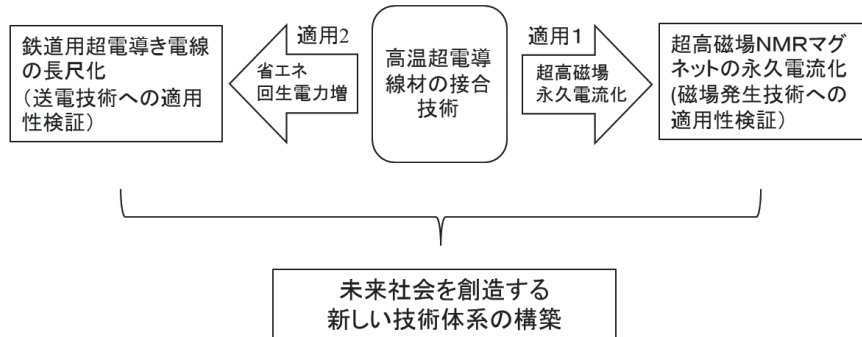 鉄道用超電導き電線
の長尺化
（送電技術への適用
性検証）
適用2
省エネ
回生電力増
高温超電導
線材の接合
技術
適用１
超高磁場
永久電流化
超高磁場NMRマグ
ネットの永久電流化
(磁場発生技術への
適用性検証）
未来社会を創造する
新しい技術体系の構築